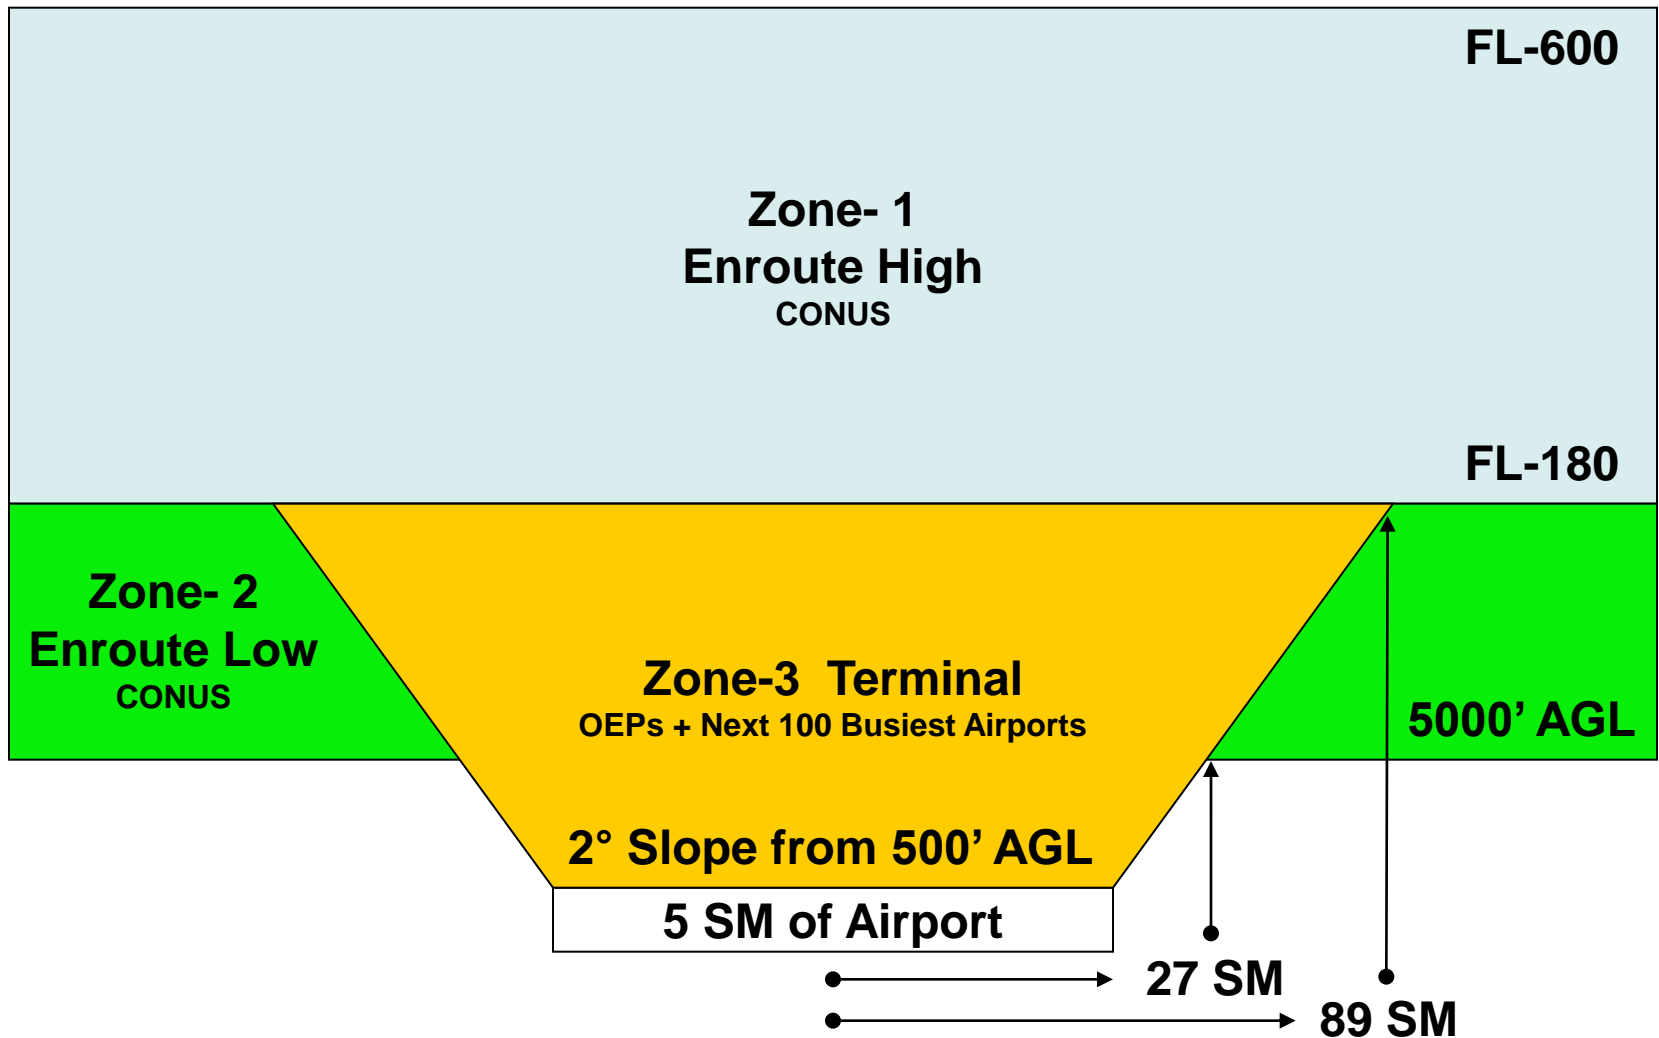 FL-600
Zone- 1
Enroute High
CONUS
FL-180
Zone- 2
Enroute Low
CONUS
Zone-3  Terminal
OEPs + Next 100 Busiest Airports
5000’ AGL
2° Slope from 500’ AGL
5 SM of Airport
27 SM
89 SM